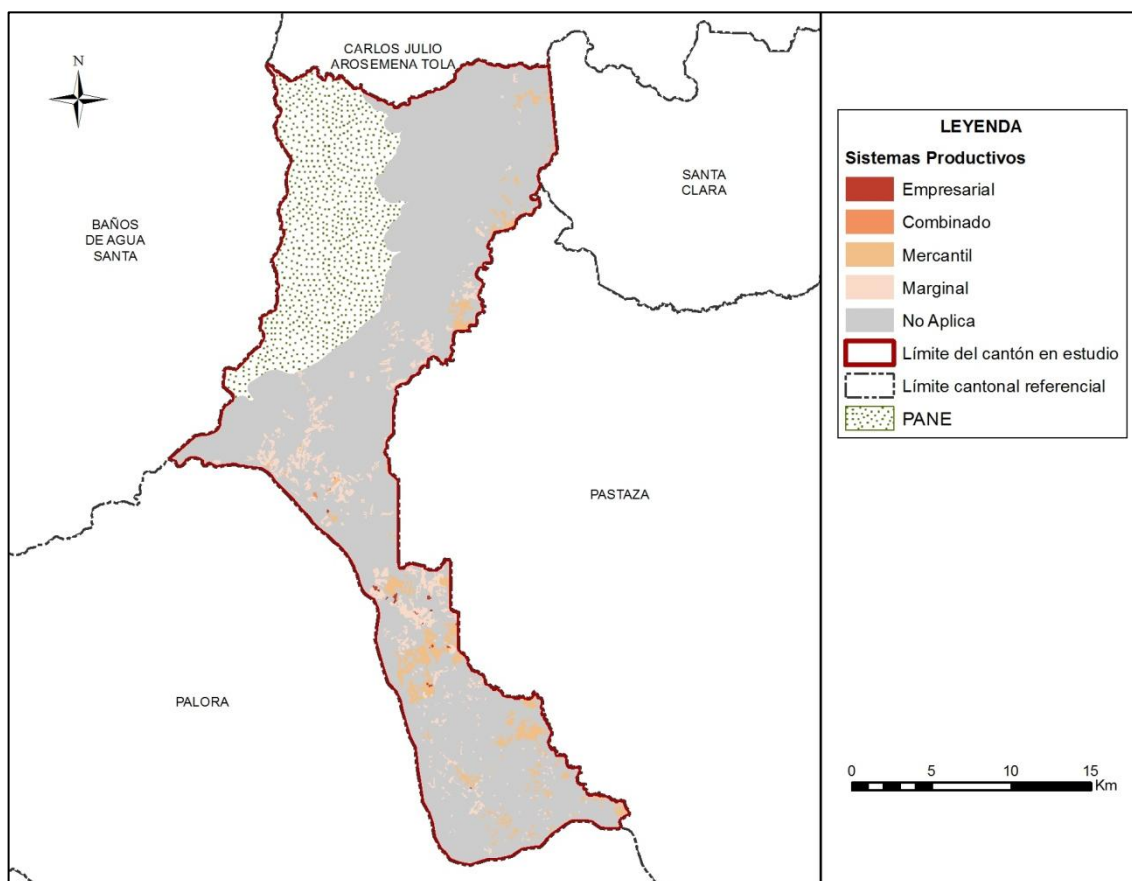 N
CARLOS JULIO
AROSEMENA TOLA
SANTA
CLARA
BAÑOS
DE AGUA
SANTA
PASTAZA
PALORA
LEYENDA
Sistemas Productivos
Empresarial
Combinado
Mercantil
Marginal
No Aplica
Límite del cantón en estudio
Límite cantonal referencial
PANE
0 5 10 15
Km